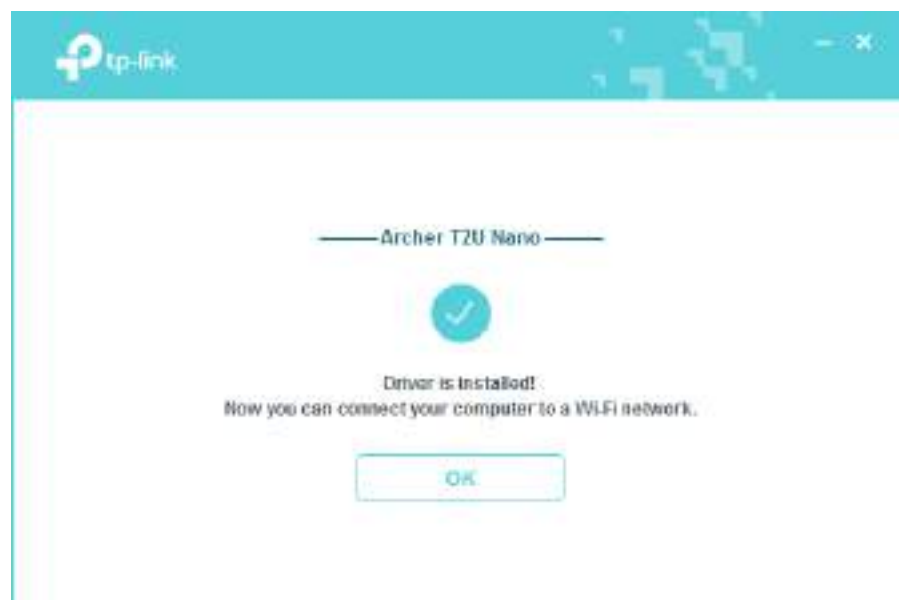 tp-link
Archer T2U Nano
Driver is installed!
Now you can connect your computer to a Wi-Fi network.
OK